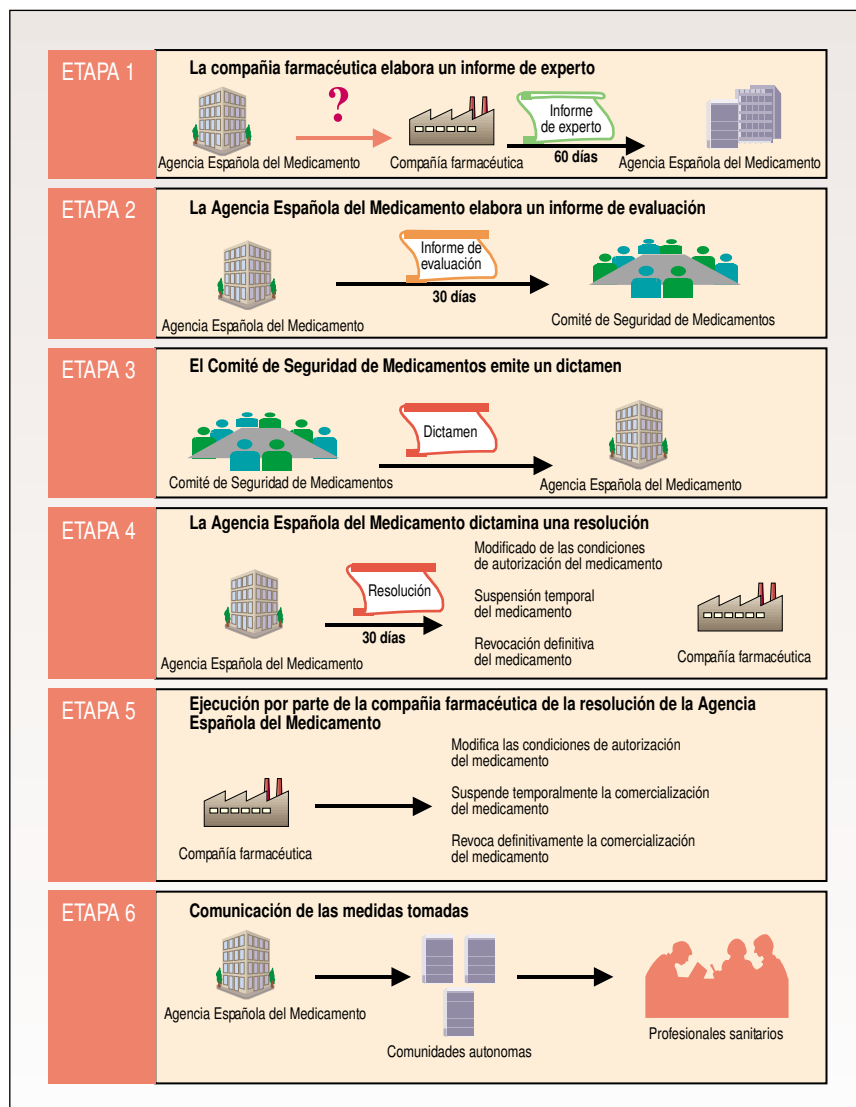 ETAPA 1
La compañia farmacéutica elabora un informe de experto
?
Informe
de experto
60 días
Agencia Española del Medicamento
Compañía farmacéutica
Agencia Española del Medicamento
ETAPA 2
La Agencia Española del Medicamento elabora un informe de evaluación
Informe de
evaluación
30 días
Agencia Española del Medicamento
Comité de Seguridad de Medicamentos
ETAPA 3
El Comité de Seguridad de Medicamentos emite un dictamen
Dictamen
Comité de Seguridad de Medicamentos
Agencia Española del Medicamento
ETAPA 4
La Agencia Española del Medicamento dictamina una resolución
Resolución
30 días
Agencia Española del Medicamento
Modificado de las condiciones
de autorización del medicamento
Suspensión temporal
del medicamento
Revocación definitiva
del medicamento
Compañía farmacéutica
ETAPA 5
Ejecución por parte de la compañia farmacéutica de la resolución de la Agencia
Española del Medicamento
Compañía farmacéutica
Modifica las condiciones de autorización
del medicamento
Suspende temporalmente la comercialización
del medicamento
Revoca definitivamente la comercialización
del medicamento
ETAPA 6
Comunicación de las medidas tomadas
Agencia Española del Medicamento
Comunidades autonomas
Profesionales sanitarios